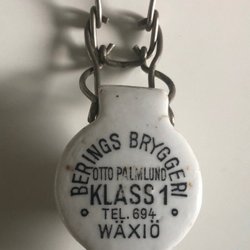 BERINGS BRYGGERI
OTTO PALMLUND
KLASS 1
TEL. 694
WÄXIÖ